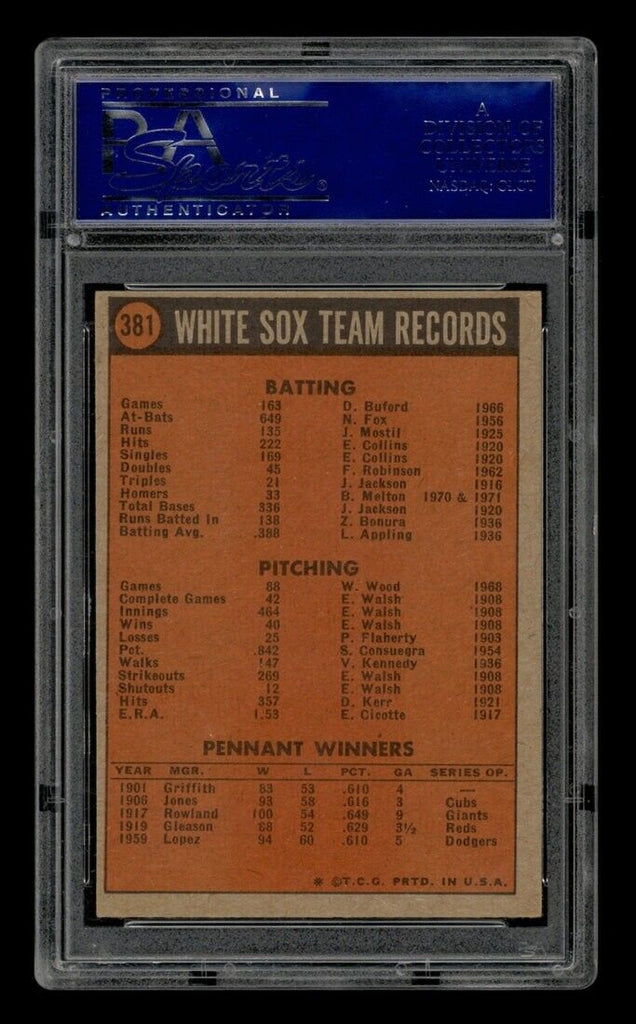 PROFESSIONAL
PSA
Sports®
AUTHENTICATOR
A
DIVISION OF
COLLECTORS
UNIVERSE
NASDAQ: CLCT
381 WHITE SOX TEAM RECORDS
BATTING
Games 163 D. Buford 1966
At-Bats 649 N. Fox 1956
Runs 135 J. Mostil 1925
Hits 222 E. Collins 1920
Singles 169 E. Collins 1920
Doubles 45 F. Robinson 1962
Triples 21 J. Jackson 1916
Homers 33 B. Melton 1970 & 1971
Total Bases 336 J. Jackson 1920
Runs Batted In 138 Z. Bonura 1936
Batting Avg. .388 L. Appling 1936
PITCHING
Games 88 W. Wood 1968
Complete Games 42 E. Walsh 1908
Innings 464 E. Walsh 1908
Wins 40 E. Walsh 1908
Losses 25 P. Flaherty 1903
Pct. .842 S. Consuegra 1954
Walks 147 V. Kennedy 1936
Strikeouts 269 E. Walsh 1908
Shutouts 12 E. Walsh 1908
Hits 357 D. Kerr 1921
E.R.A. 1.53 E. Cicotte 1917
PENNANT WINNERS
YEAR MGR. W L PCT. GA SERIES OP.
1901 Griffith 83 53 .610 4 —
1906 Jones 93 58 .616 3 Cubs
1917 Rowland 100 54 .649 9 Giants
1919 Gleason 88 52 .629 3½ Reds
1959 Lopez 94 60 .610 5 Dodgers
* ©T.C.G. PRTD. IN U.S.A.